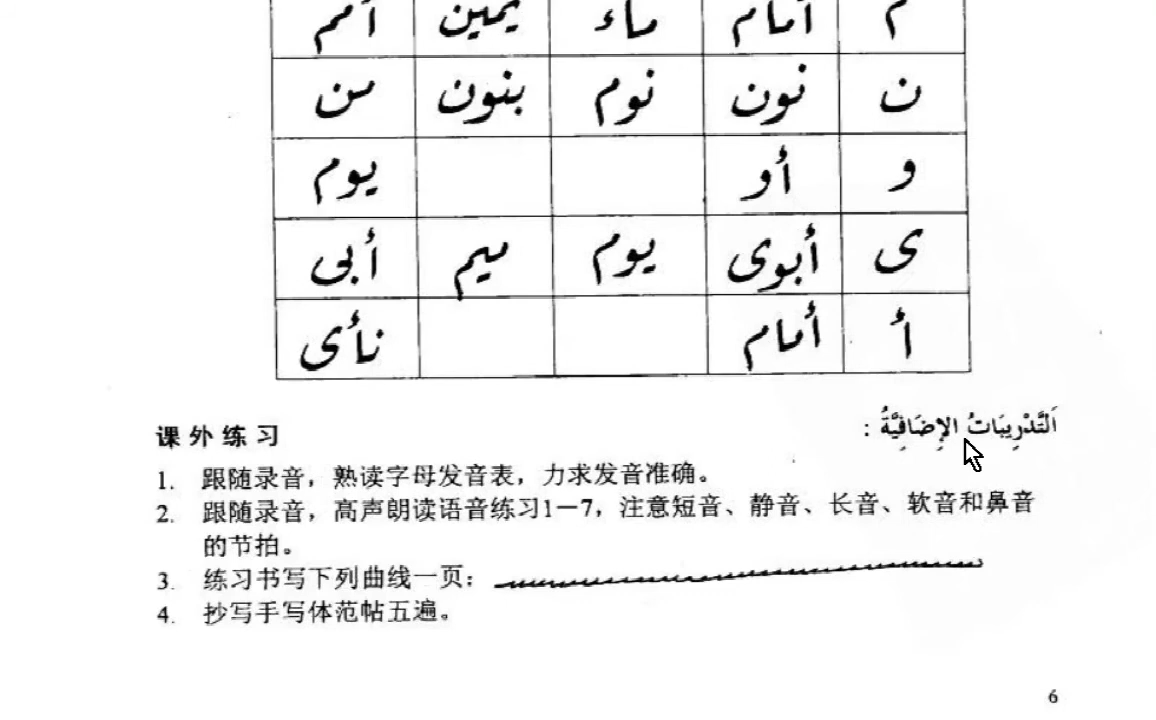 م أمام ماء يمين أمم
ن نون نوم بنون من
و أو يوم
ى أبوى يوم ميم أبى
أ أمام نأى
课外练习 اَلتَّدْرِيبَاتُ الإِضَافِيَّةُ :
1. 跟随录音，熟读字母发音表，力求发音准确。
2. 跟随录音，高声朗读语音练习1—7，注意短音、静音、长音、软音和鼻音
的节拍。
3. 练习书写下列曲线一页：
4. 抄写手写体范帖五遍。
6